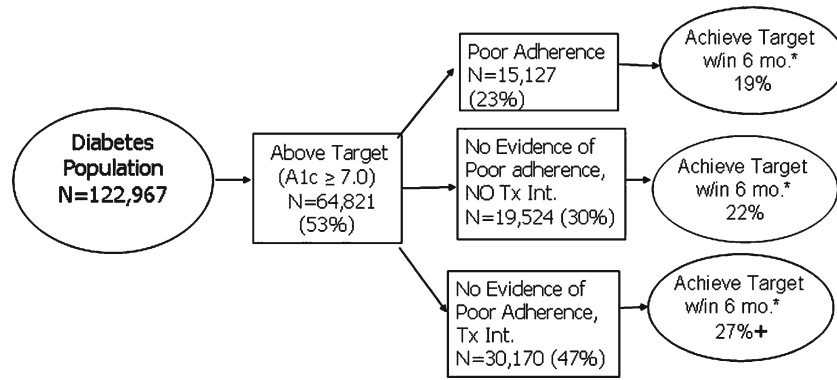 Diabetes
Population
N=122,967
Above Target
(A1c ≥ 7.0)
N=64,821
(53%)
Poor Adherence
N=15,127
(23%)
Achieve Target
w/in 6 mo.*
19%
No Evidence of
Poor adherence,
NO Tx Int.
N=19,524 (30%)
Achieve Target
w/in 6 mo.*
22%
No Evidence of
Poor Adherence,
Tx Int.
N=30,170 (47%)
Achieve Target
w/in 6 mo.*
27%+